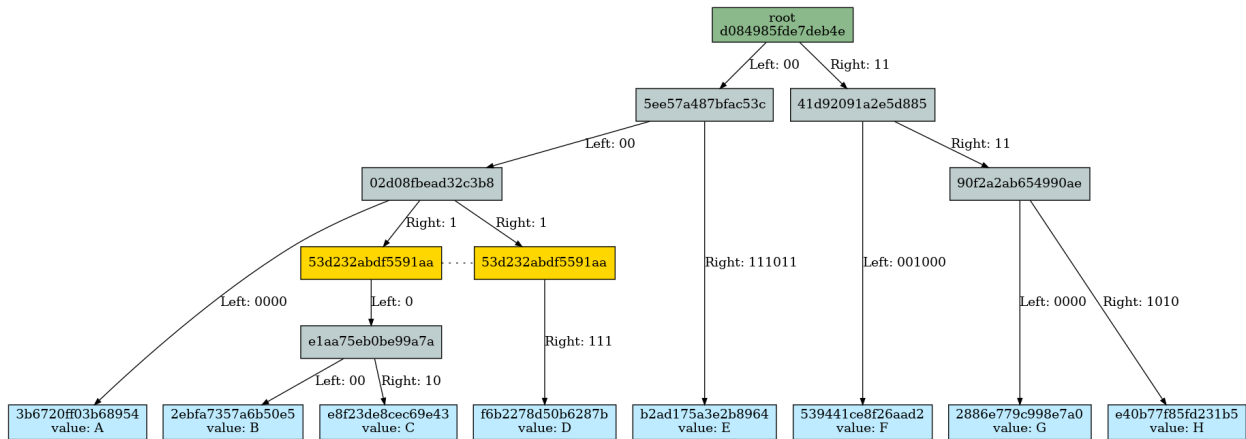 root
d084985fde7deb4e
Left: 00
Right: 11
5ee57a487bfac53c
41d92091a2e5d885
Left: 00
Right: 11
02d08fbead32c3b8
90f2a2ab654990ae
Right: 1
Right: 1
53d232abdf5591aa
53d232abdf5591aa
Right: 111011
Left: 001000
Left: 0000
Left: 0
Left: 0000
Right: 1010
e1aa75eb0be99a7a
Right: 111
Left: 00
Right: 10
3b6720ff03b68954
value: A
2ebfa7357a6b50e5
value: B
e8f23de8cec69e43
value: C
f6b2278d50b6287b
value: D
b2ad175a3e2b8964
value: E
539441ce8f26aad2
value: F
2886e779c998e7a0
value: G
e40b77f85fd231b5
value: H